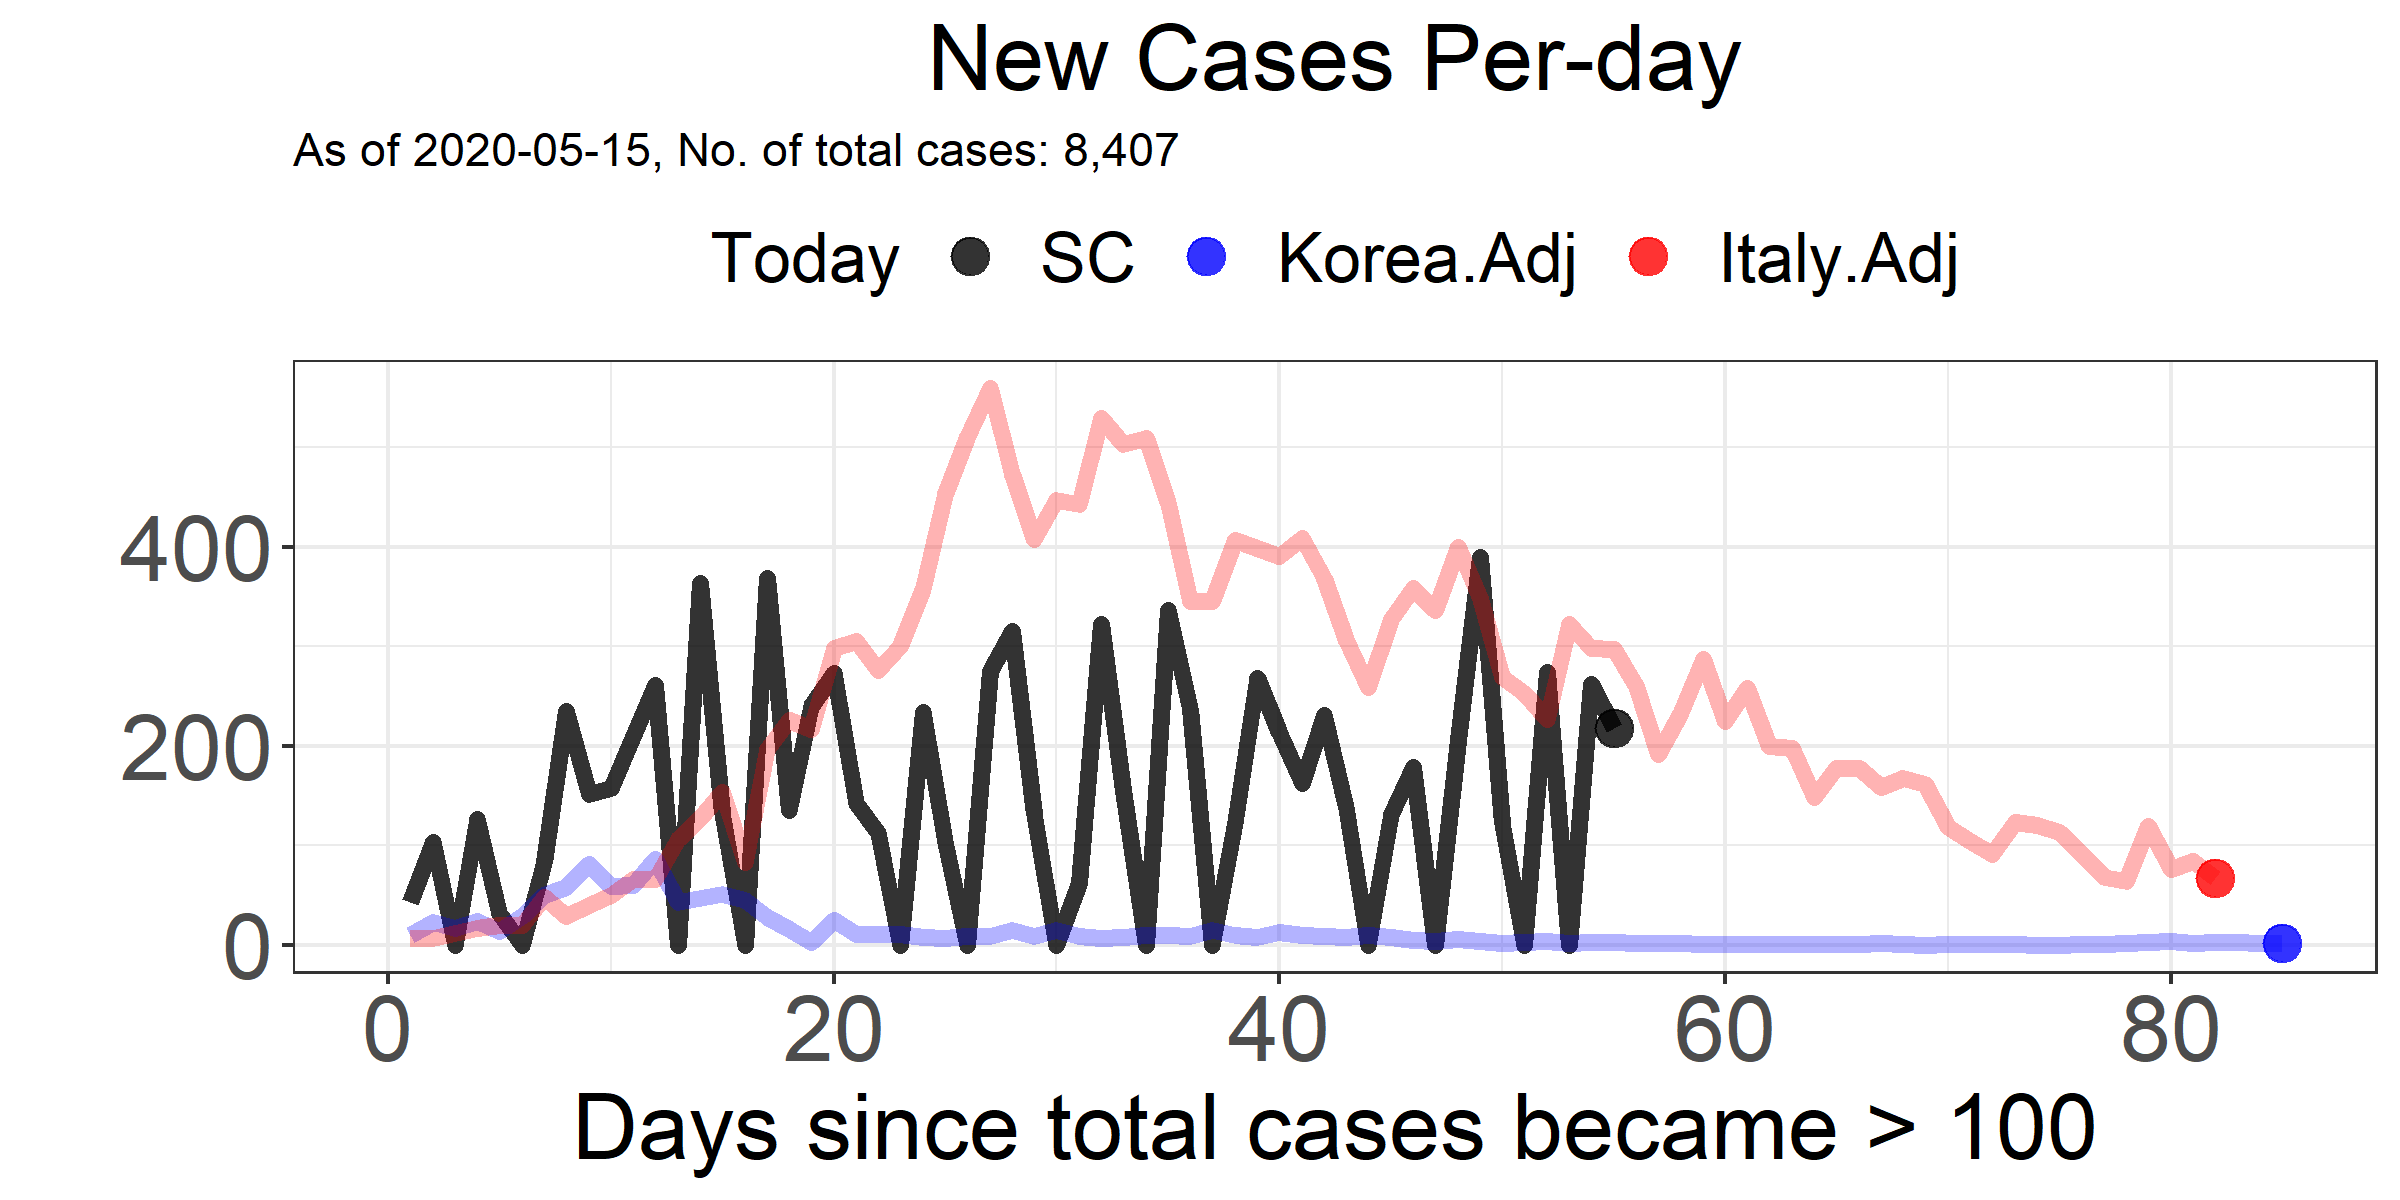 New Cases Per-day
As of 2020-05-15, No. of total cases: 8,407
Today SC Korea.Adj Italy.Adj
400
200
0
0 20 40 60 80
Days since total cases became > 100